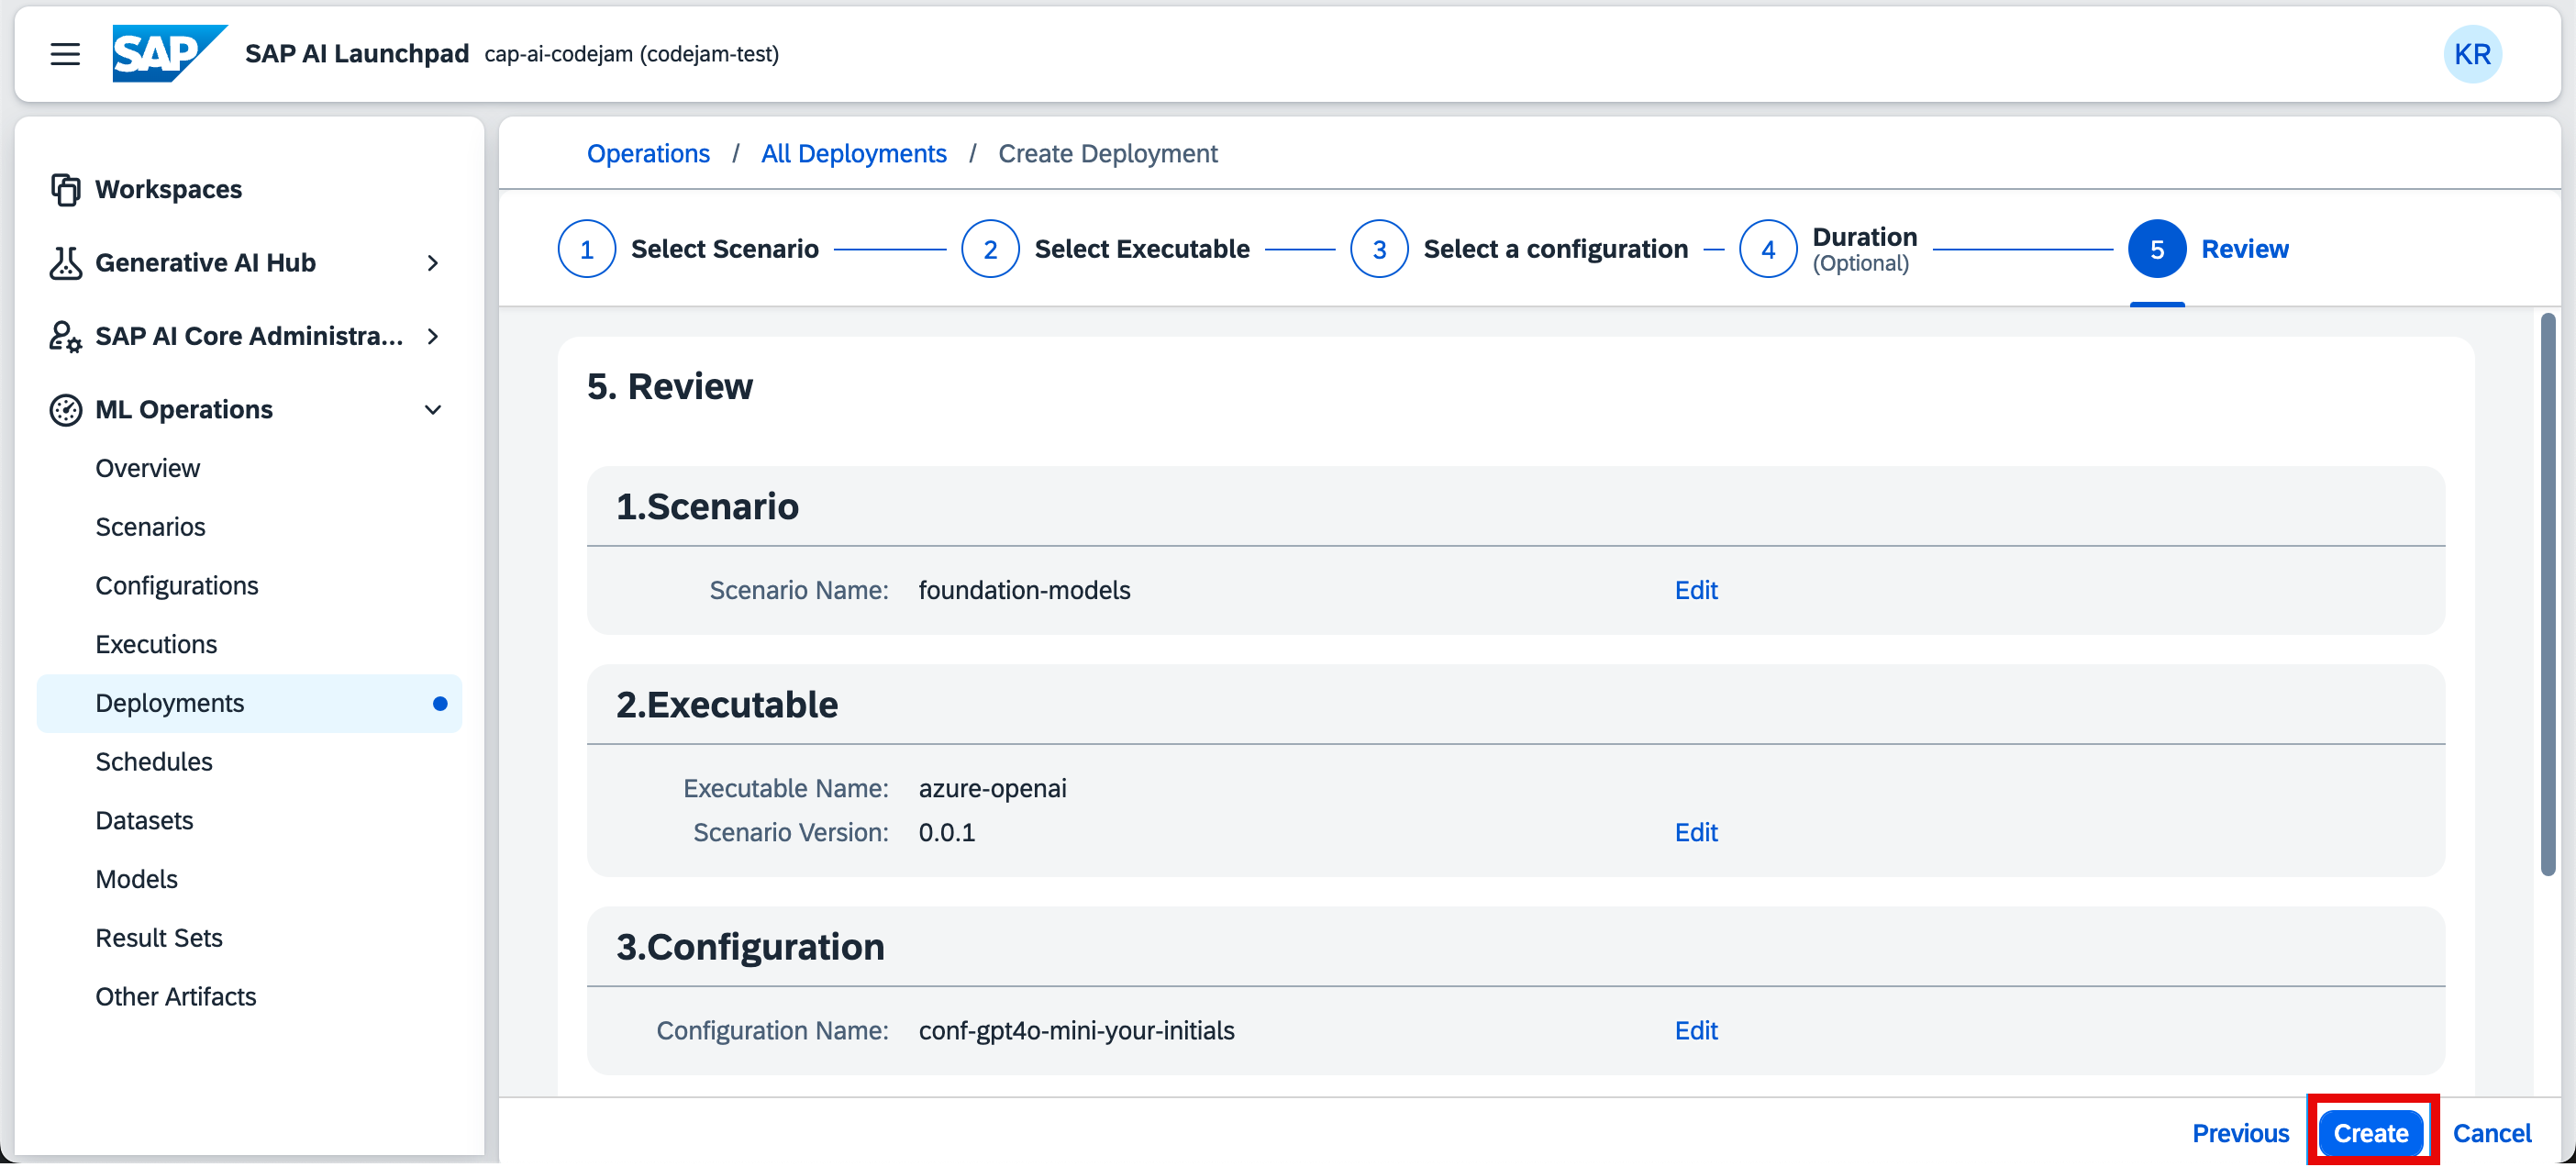 SAP SAP AI Launchpad cap-ai-codejam (codejam-test) KR
Workspaces
Generative AI Hub
SAP AI Core Administra...
ML Operations
Overview
Scenarios
Configurations
Executions
Deployments
Schedules
Datasets
Models
Result Sets
Other Artifacts
Operations / All Deployments / Create Deployment
1 Select Scenario 2 Select Executable 3 Select a configuration 4 Duration (Optional) 5 Review
5. Review
1.Scenario
Scenario Name: foundation-models Edit
2.Executable
Executable Name: azure-openai
Scenario Version: 0.0.1 Edit
3.Configuration
Configuration Name: conf-gpt4o-mini-your-initials Edit
Previous Create Cancel